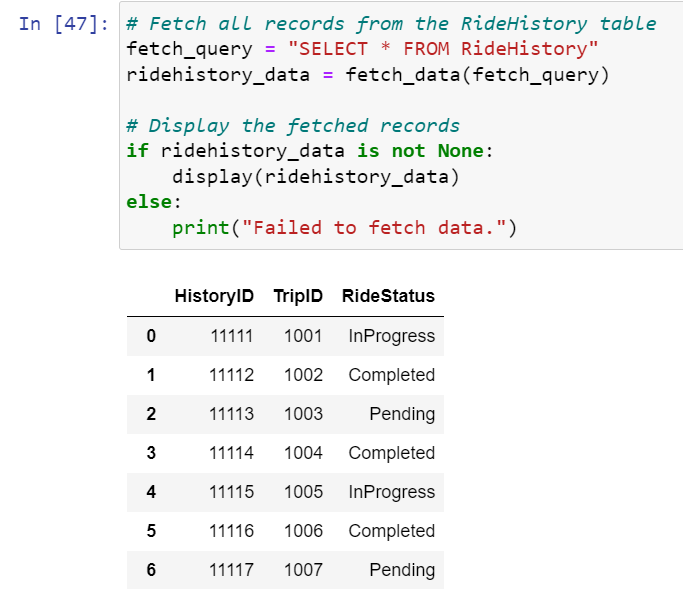 In [47]: # Fetch all records from the RideHistory table
fetch_query = "SELECT * FROM RideHistory"
ridehistory_data = fetch_data(fetch_query)
# Display the fetched records
if ridehistory_data is not None:
    display(ridehistory_data)
else:
    print("Failed to fetch data.")
HistoryID TripID RideStatus
0 11111 1001 InProgress
1 11112 1002 Completed
2 11113 1003 Pending
3 11114 1004 Completed
4 11115 1005 InProgress
5 11116 1006 Completed
6 11117 1007 Pending